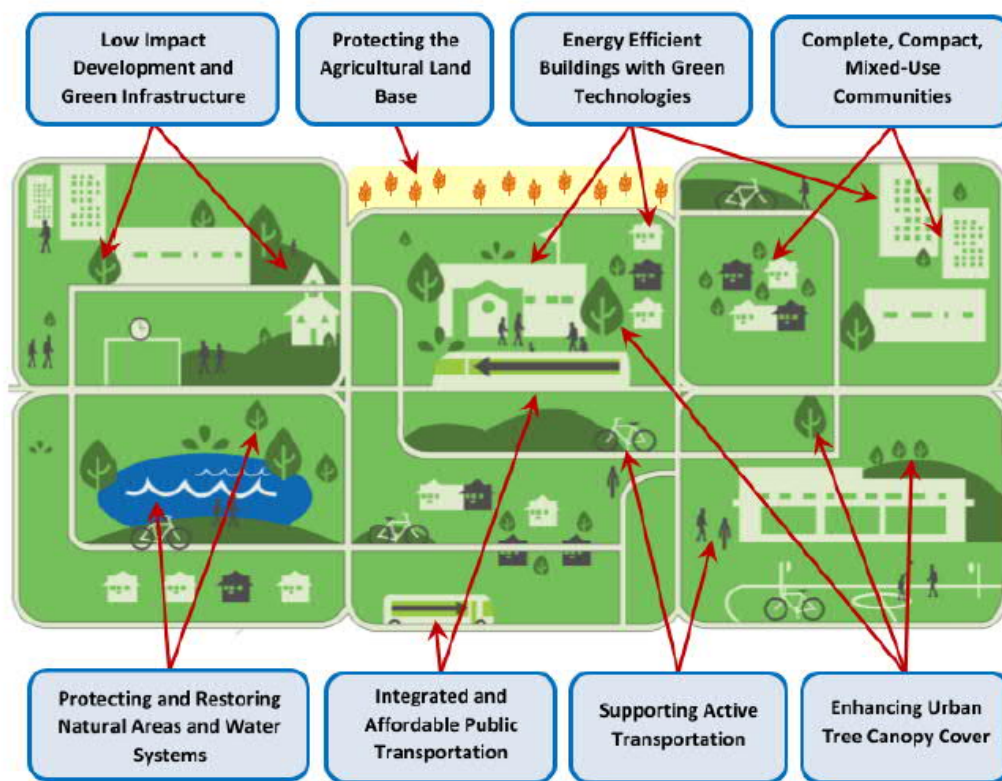 Low Impact
Development and
Green Infrastructure
Protecting the
Agricultural Land
Base
Energy Efficient
Buildings with Green
Technologies
Complete, Compact,
Mixed-Use
Communities
Protecting and Restoring
Natural Areas and Water
Systems
Integrated and
Affordable Public
Transportation
Supporting Active
Transportation
Enhancing Urban
Tree Canopy Cover